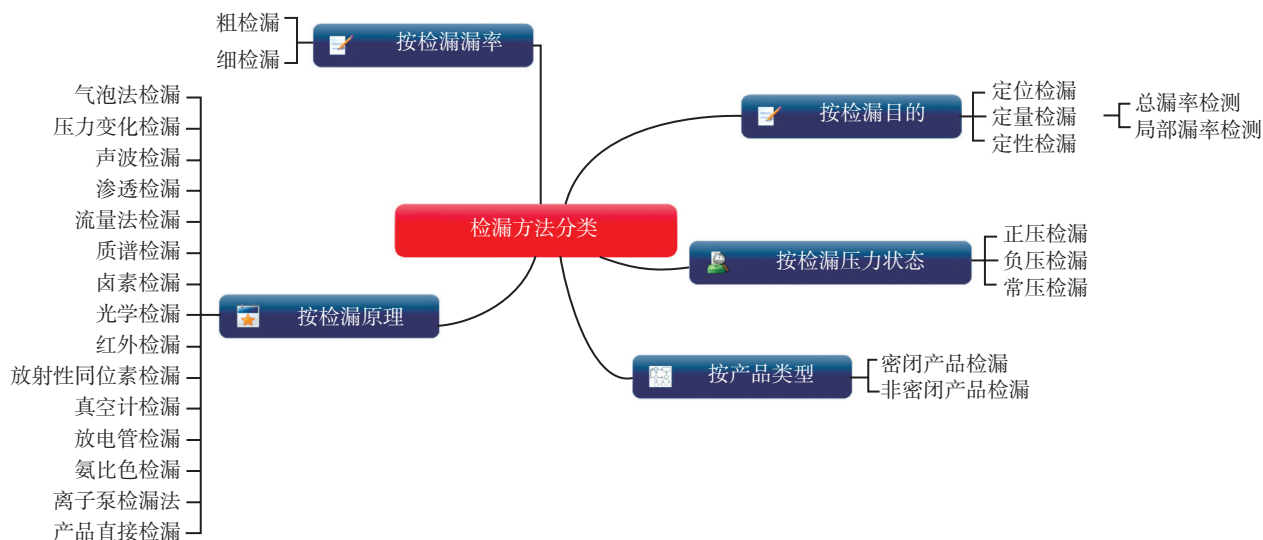 检漏方法分类
按检漏漏率
粗检漏
细检漏
按检漏原理
气泡法检漏
压力变化检漏
声波检漏
渗透检漏
流量法检漏
质谱检漏
卤素检漏
光学检漏
红外检漏
放射性同位素检漏
真空计检漏
放电管检漏
氨比色检漏
离子泵检漏法
产品直接检漏
按检漏目的
定位检漏
定量检漏
定性检漏
总漏率检测
局部漏率检测
按检漏压力状态
正压检漏
负压检漏
常压检漏
按产品类型
密闭产品检漏
非密闭产品检漏